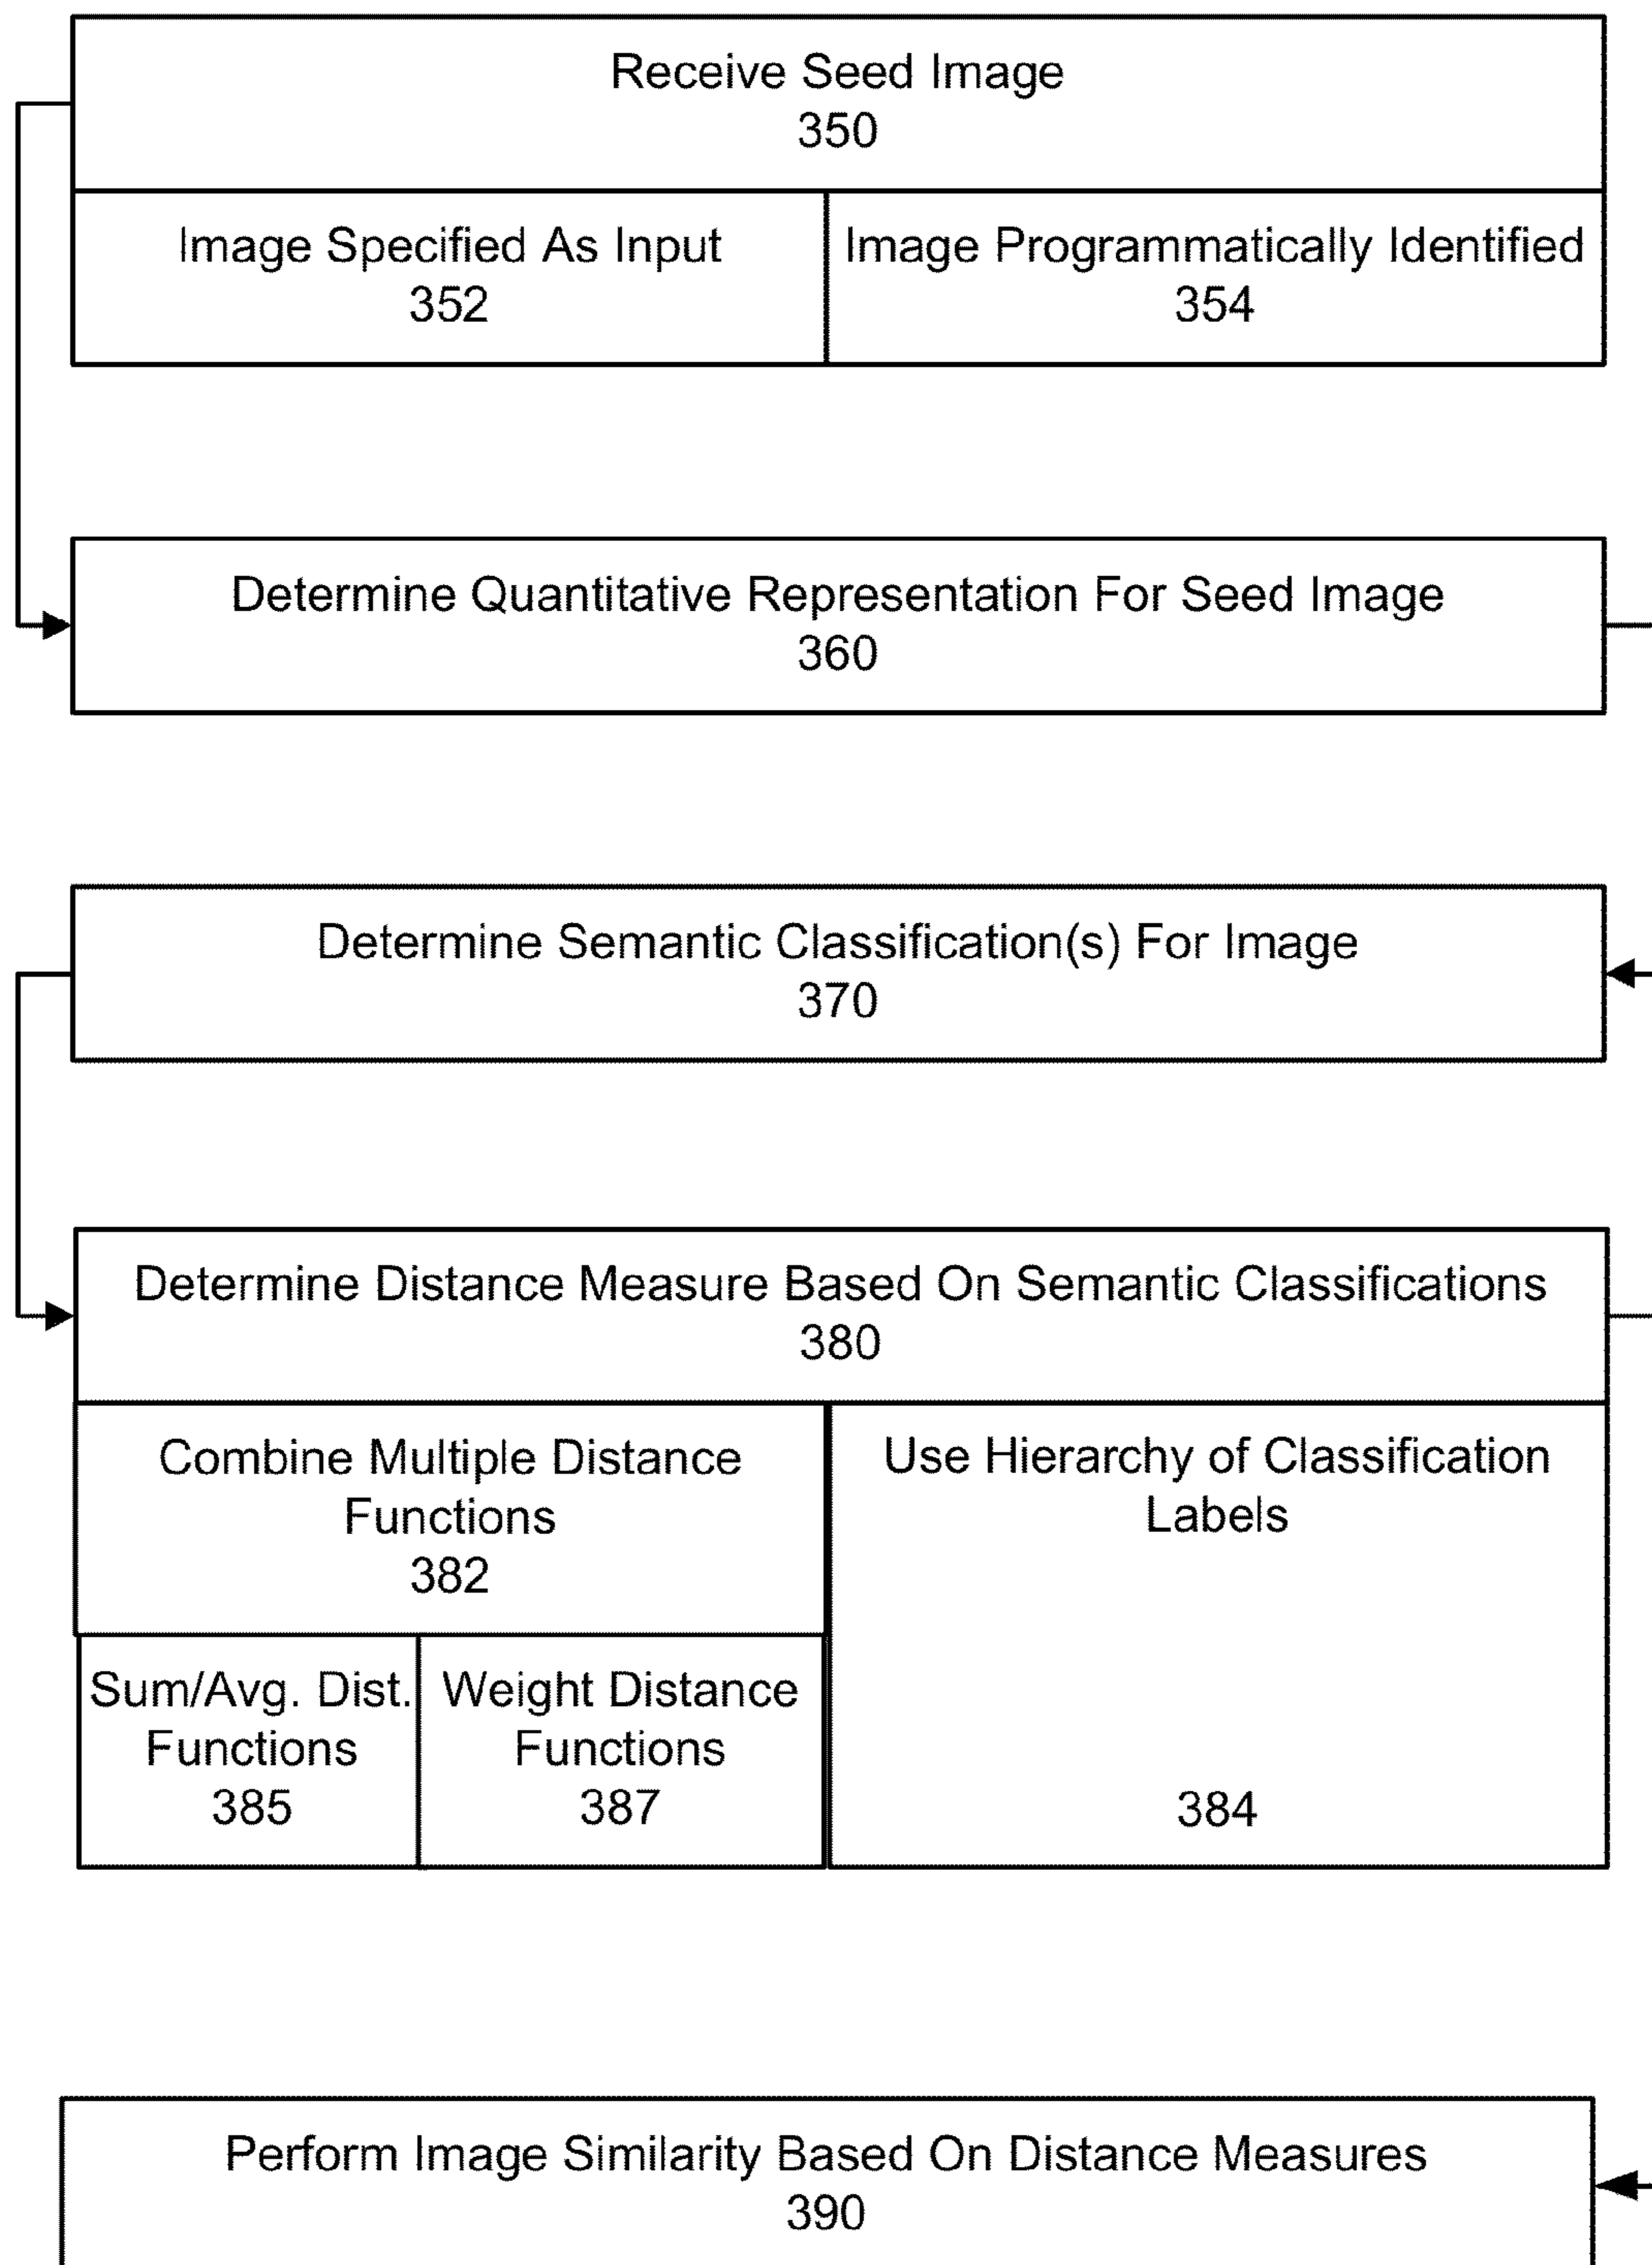 Receive Seed Image
350
Image Specified As Input
352
Image Programmatically Identified
354
Determine Quantitative Representation For Seed Image
360
Determine Semantic Classification(s) For Image
370
Determine Distance Measure Based On Semantic Classifications
380
Combine Multiple Distance
Functions
382
Use Hierarchy of Classification
Labels
384
Sum/Avg. Dist.
Functions
385
Weight Distance
Functions
387
Perform Image Similarity Based On Distance Measures
390